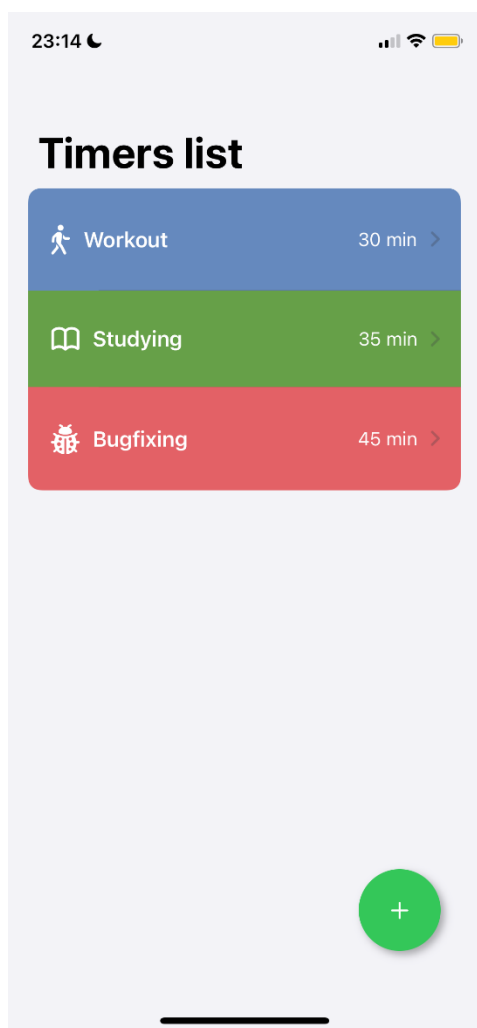 23:14
Timers list
Workout 30 min
Studying 35 min
Bugfixing 45 min
+